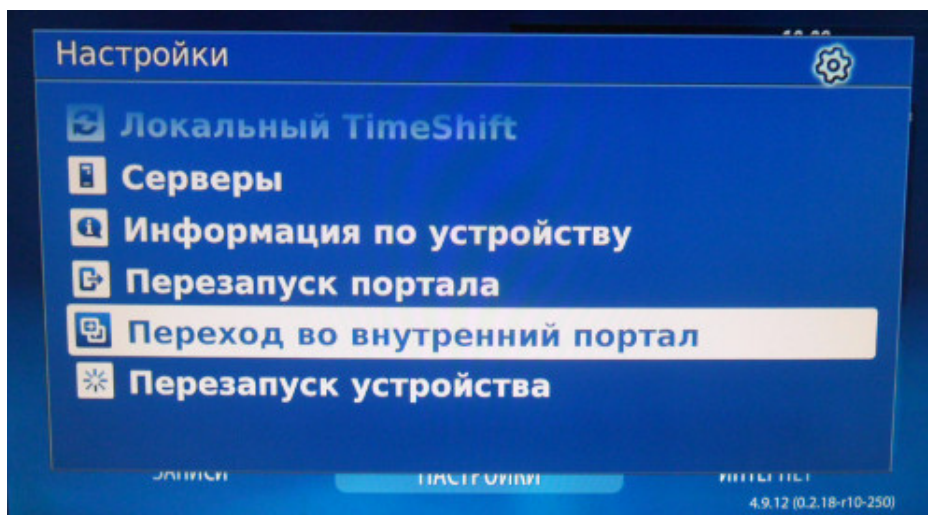 Настройки
Локальный TimeShift
Серверы
Информация по устройству
Перезапуск портала
Переход во внутренний портал
Перезапуск устройства
ЗАПИСИ НАСТРОЙКИ ИНТЕРНЕТ
4.9.12 (0.2.18-r10-250)